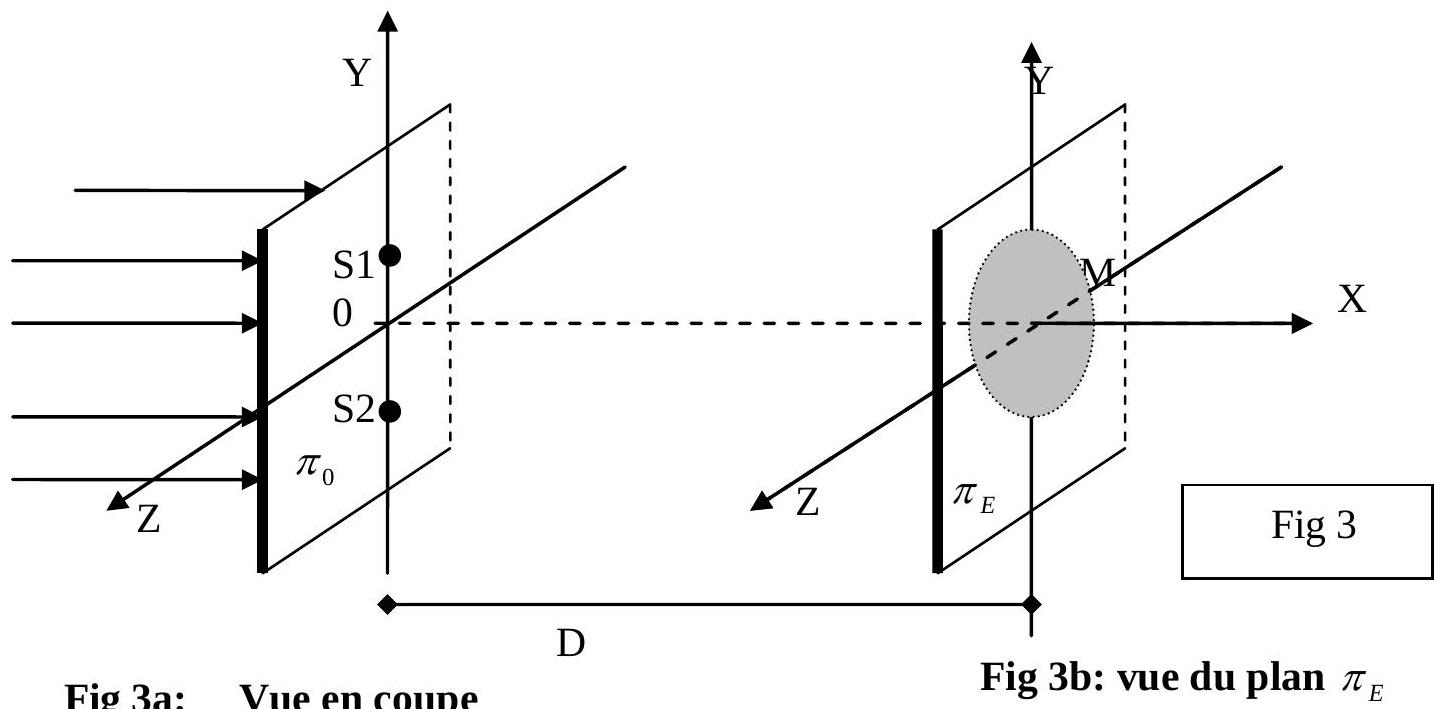 Y
Y
S1
M
0
X
S2
π0
Z
Z
πE
Fig 3
D
Fig 3b: vue du plan πE
Fig 3a: Vue en coupe